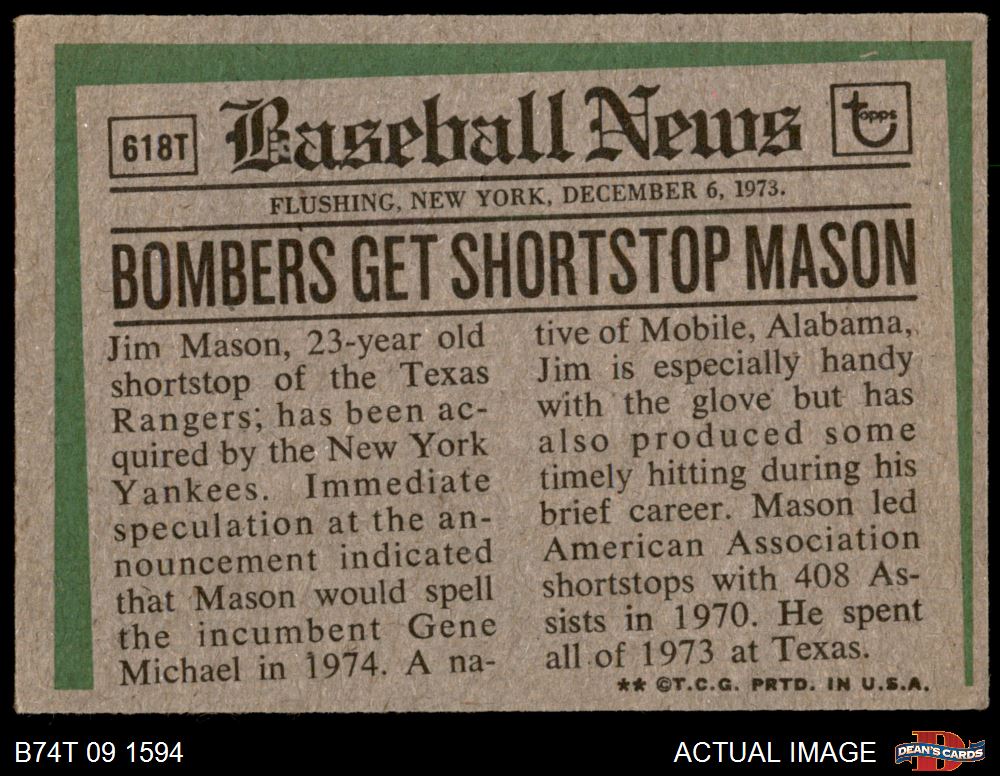 618T
Baseball News
topps
FLUSHING, NEW YORK, DECEMBER 6, 1973.
BOMBERS GET SHORTSTOP MASON
Jim Mason, 23-year old
shortstop of the Texas
Rangers; has been ac-
quired by the New York
Yankees. Immediate
speculation at the an-
nouncement indicated
that Mason would spell
the incumbent Gene
Michael in 1974. A na-
tive of Mobile, Alabama,
Jim is especially handy
with the glove but has
also produced some
timely hitting during his
brief career. Mason led
American Association
shortstops with 408 As-
sists in 1970. He spent
all of 1973 at Texas.
** ©T.C.G. PRTD. IN U.S.A.
B74T 09 1594
ACTUAL IMAGE
DEAN'S CARDS